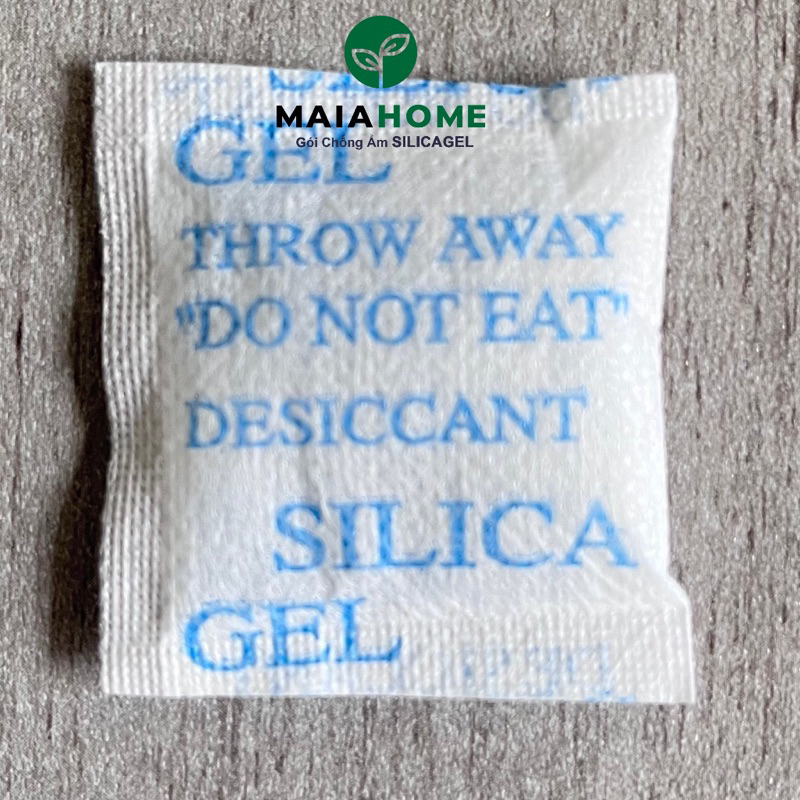 MAIAHOME
Gói Chống Ẩm SILICAGEL
GEL
THROW AWAY
"DO NOT EAT"
DESICCANT
SILICA
GEL